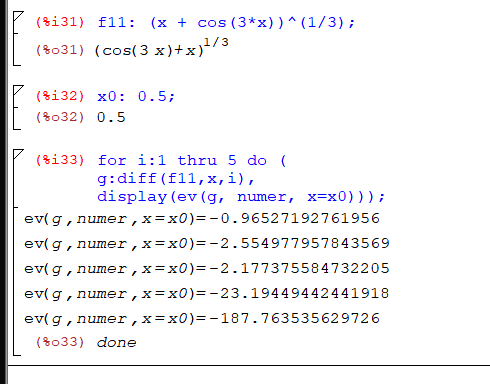 (%i31) f11: (x + cos(3*x))^(1/3);
(%o31) (cos(3 x)+x)^1/3
(%i32) x0: 0.5;
(%o32) 0.5
(%i33) for i:1 thru 5 do (
g:diff(f11,x,i),
display(ev(g, numer, x=x0)));
ev(g,numer,x=x0)=-0.96527192761956
ev(g,numer,x=x0)=-2.554977957843569
ev(g,numer,x=x0)=-2.177375584732205
ev(g,numer,x=x0)=-23.19449442441918
ev(g,numer,x=x0)=-187.763535629726
(%o33) done